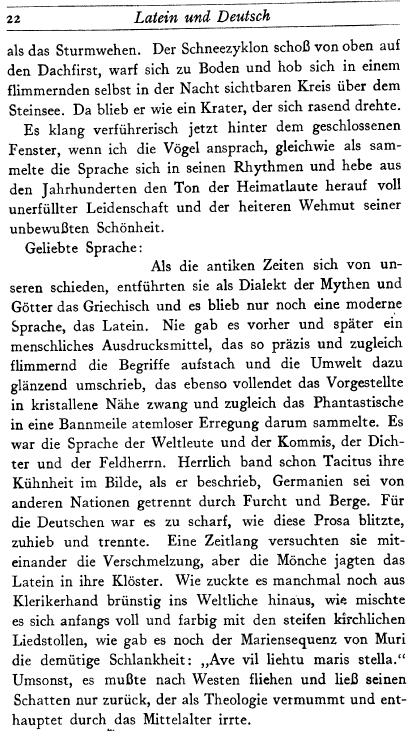 22 Latein und Deutsch
als das Sturmwehen. Der Schneezyklon schoß von oben auf
den Dachfirst, warf sich zu Boden und hob sich in einem
flimmernden selbst in der Nacht sichtbaren Kreis über dem
Steinsee. Da blieb er wie ein Krater, der sich rasend drehte.
Es klang verführerisch jetzt hinter dem geschlossenen
Fenster, wenn ich die Vögel ansprach, gleichwie als sam-
melte die Sprache sich in seinen Rhythmen und hebe aus
den Jahrhunderten den Ton der Heimatlaute herauf voll
unerfüllter Leidenschaft und der heiteren Wehmut seiner
unbewußten Schönheit.
Geliebte Sprache:
Als die antiken Zeiten sich von un-
seren schieden, entführten sie als Dialekt der Mythen und
Götter das Griechisch und es blieb nur noch eine moderne
Sprache, das Latein. Nie gab es vorher und später ein
menschliches Ausdrucksmittel, das so präzis und zugleich
flimmernd die Begriffe aufstach und die Umwelt dazu
glänzend umschrieb, das ebenso vollendet das Vorgestellte
in kristallene Nähe zwang und zugleich das Phantastische
in eine Bannmeile atemloser Erregung darum sammelte. Es
war die Sprache der Weltleute und der Kommis, der Dich-
ter und der Feldherrn. Herrlich band schon Tacitus ihre
Kühnheit im Bilde, als er beschrieb, Germanien sei von
anderen Nationen getrennt durch Furcht und Berge. Für
die Deutschen war es zu scharf, wie diese Prosa blitzte,
zuhieb und trennte. Eine Zeitlang versuchten sie mit-
einander die Verschmelzung, aber die Mönche jagten das
Latein in ihre Klöster. Wie zuckte es manchmal noch aus
Klerikerhand brünstig ins Weltliche hinaus, wie mischte
es sich anfangs voll und farbig mit den steifen kirchlichen
Liedstollen, wie gab es noch der Mariensequenz von Muri
die demütige Schlankheit: „Ave vil liehtu maris stella.“
Umsonst, es mußte nach Westen fliehen und ließ seinen
Schatten nur zurück, der als Theologie vermummt und ent-
hauptet durch das Mittelalter irrte.